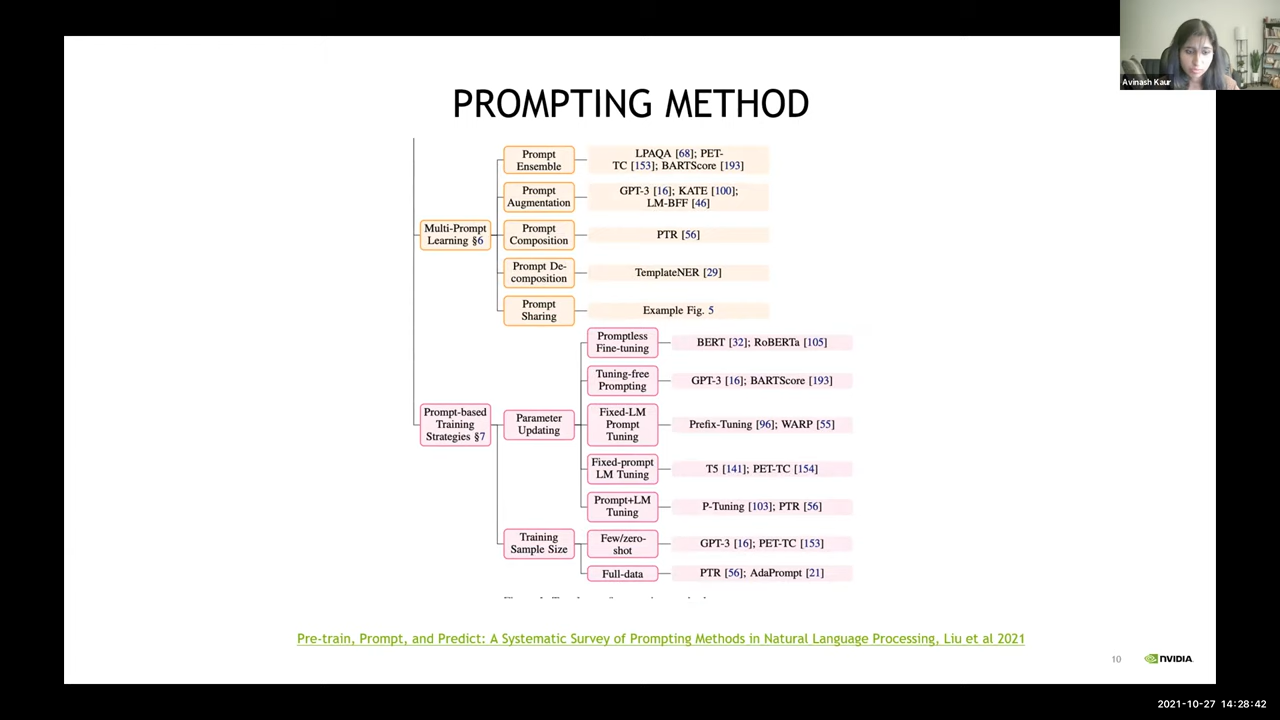 Avinash Kaur
PROMPTING METHOD
Prompt
Ensemble
LPAQA [68]; PET-
TC [153]; BARTScore [193]
Prompt
Augmentation
GPT-3 [16]; KATE [100];
LM-BFF [46]
Multi-Prompt
Learning §6
Prompt
Composition
PTR [56]
Prompt De-
composition
TemplateNER [29]
Prompt
Sharing
Example Fig. 5
Promptless
Fine-tuning
BERT [32]; RoBERTa [105]
Tuning-free
Prompting
GPT-3 [16]; BARTScore [193]
Prompt-based
Training
Strategies §7
Parameter
Updating
Fixed-LM
Prompt
Tuning
Prefix-Tuning [96]; WARP [55]
Fixed-prompt
LM Tuning
T5 [141]; PET-TC [154]
Prompt+LM
Tuning
P-Tuning [103]; PTR [56]
Training
Sample Size
Few/zero-
shot
GPT-3 [16]; PET-TC [153]
Full-data
PTR [56]; AdaPrompt [21]
Pre-train, Prompt, and Predict: A Systematic Survey of Prompting Methods in Natural Language Processing, Liu et al 2021
10
NVIDIA
2021-10-27 14:28:42